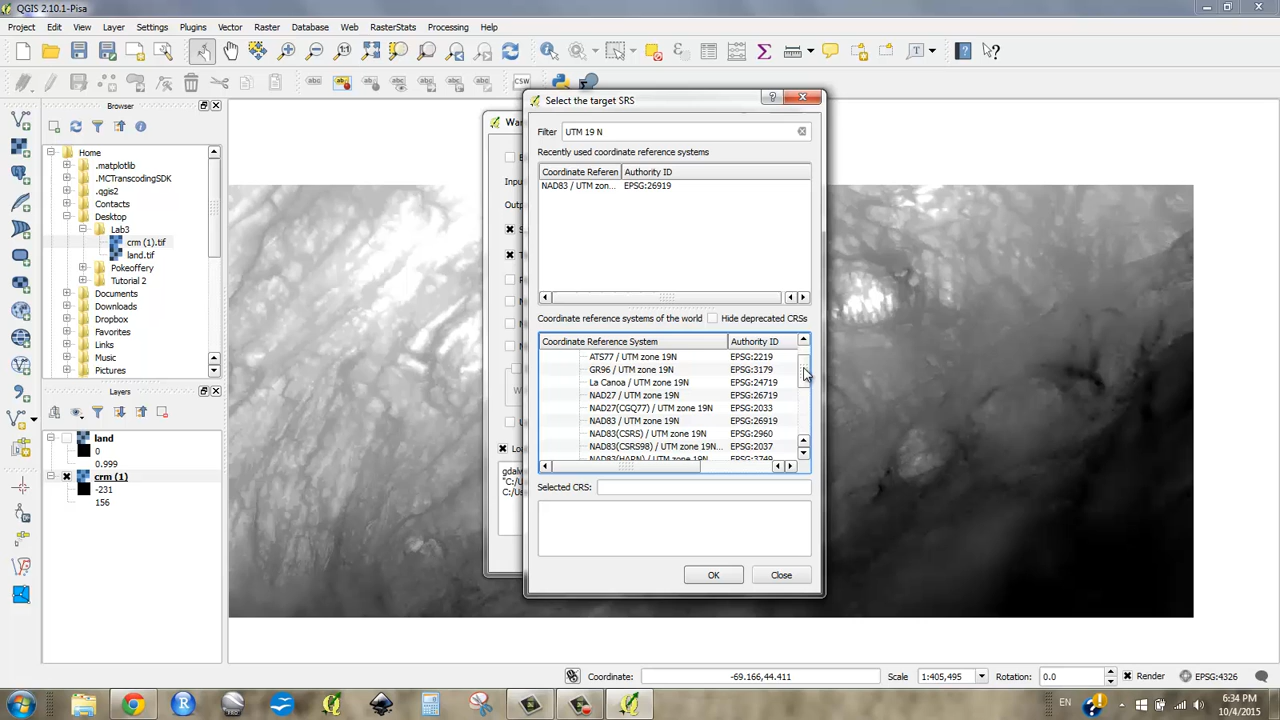 QGIS 2.10.1-Pisa
Project Edit View Layer Settings Plugins Vector Raster Database Web RasterStats Processing Help
CSW
Browser
Home
.matplotlib
.MCTranscodingSDK
.qgis2
Contacts
Desktop
Lab3
crm (1).tif
land.tif
Pokeoffery
Tutorial 2
Documents
Downloads
Dropbox
Favorites
Links
Music
Pictures
Layers
land
0
0.999
crm (1)
-231
156
Select the target SRS
Filter UTM 19 N
Recently used coordinate reference systems
Coordinate Referen Authority ID
NAD83 / UTM zon... EPSG:26919
Coordinate reference systems of the world Hide deprecated CRSs
Coordinate Reference System Authority ID
ATS77 / UTM zone 19N EPSG:2219
GR96 / UTM zone 19N EPSG:3179
La Canoa / UTM zone 19N EPSG:24719
NAD27 / UTM zone 19N EPSG:26719
NAD27(CGQ77) / UTM zone 19N EPSG:2033
NAD83 / UTM zone 19N EPSG:26919
NAD83(CSRS) / UTM zone 19N EPSG:2960
NAD83(CSRS98) / UTM zone 19N... EPSG:2037
NAD83(HARN) / UTM zone 19N EPSG:3749
Selected CRS:
OK Close
Coordinate: -69.166,44.411 Scale 1:405,495 Rotation: 0.0 Render EPSG:4326
EN 6:34 PM
10/4/2015